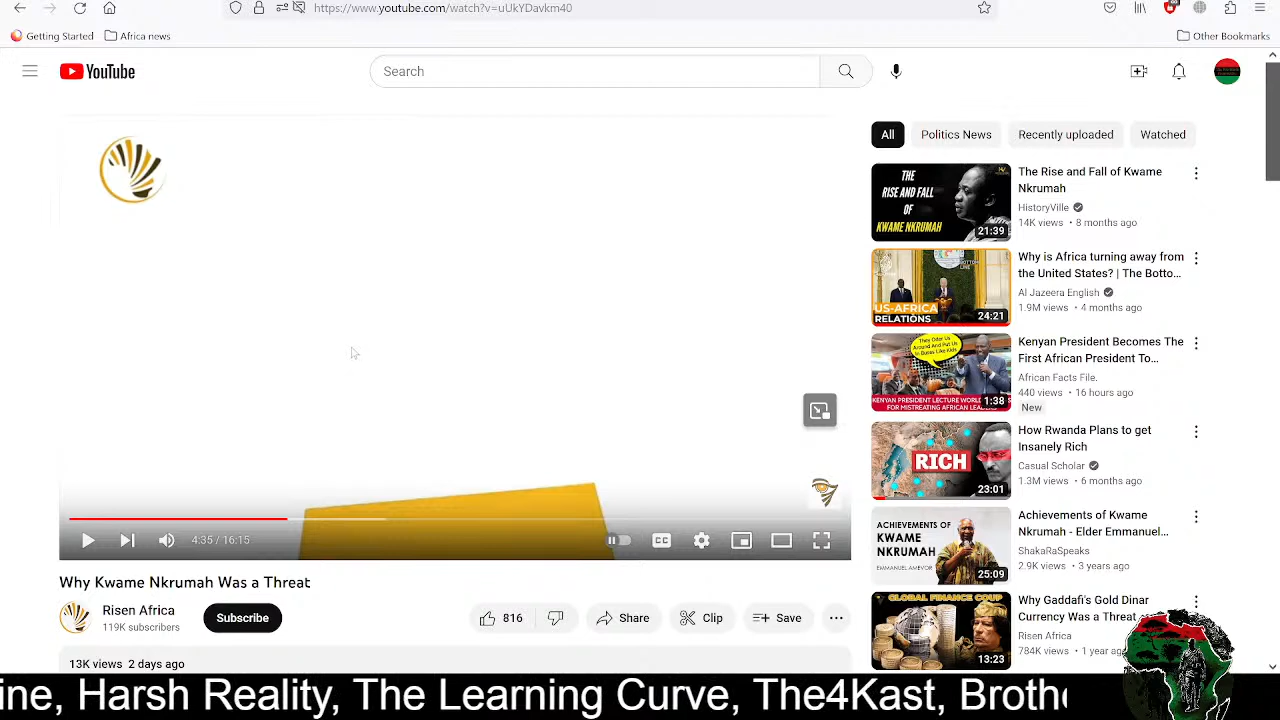 https://www.youtube.com/watch?v=uUkYDavkm40
Getting Started
Africa news
Other Bookmarks
YouTube
Search
All
Politics News
Recently uploaded
Watched
THE
RISE AND FALL
OF
KWAME NKRUMAH
21:39
The Rise and Fall of Kwame
Nkrumah
HistoryVille
14K views • 8 months ago
US-AFRICA
RELATIONS
24:21
Why is Africa turning away from
the United States? | The Botto...
Al Jazeera English
1.9M views • 4 months ago
They Oder Us
Around And Put Us
In Buses Like Kids
KENYAN PRESIDENT LECTURE WORLD
FOR MISTREATING AFRICAN
1:38
Kenyan President Becomes The
First African President To...
African Facts File.
440 views • 16 hours ago
New
RICH
23:01
How Rwanda Plans to get
Insanely Rich
Casual Scholar
1.3M views • 6 months ago
ACHIEVEMENTS OF
KWAME
NKRUMAH
EMMANUEL AMEVOR
25:09
Achievements of Kwame
Nkrumah - Elder Emmanuel...
ShakaRaSpeaks
2.9K views • 3 years ago
GLOBAL FINANCE COUP
13:23
Why Gaddafi's Gold Dinar
Currency Was a Threat
Risen Africa
784K views • 1 year
4:35 / 16:15
CC
Why Kwame Nkrumah Was a Threat
Risen Africa
119K subscribers
Subscribe
816
Share
Clip
Save
13K views 2 days ago
ine, Harsh Reality, The Learning Curve, The4Kast, Broth